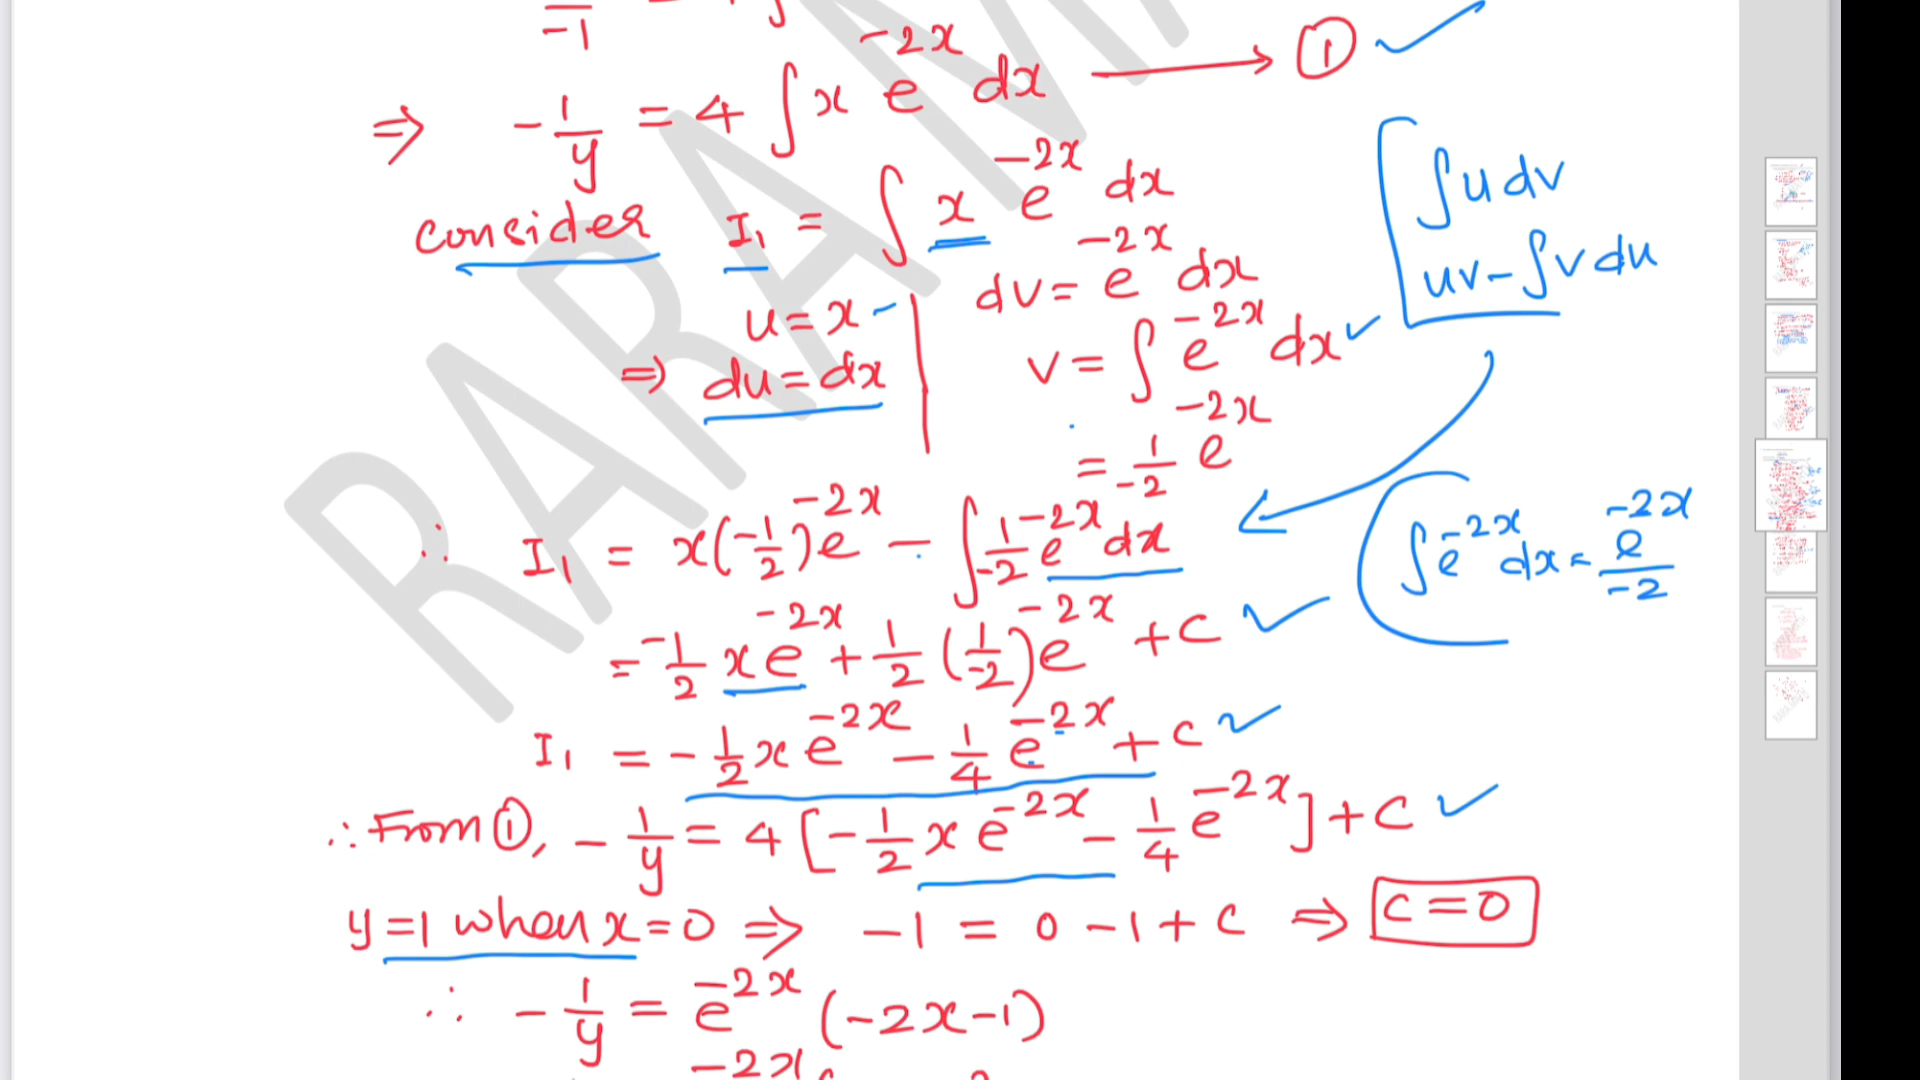 -1
⇒ -1/y = 4 ∫ x e^{-2x} dx ⟶ ① ✓
consider I₁ = ∫ x e^{-2x} dx
u = x
⇒ du = dx
dv = e^{-2x} dx
v = ∫ e^{-2x} dx ✓
= 1/-2 e^{-2x}
∫ u dv
uv - ∫ v du
∴ I₁ = x(-1/2) e^{-2x} - ∫ 1/-2 e^{-2x} dx
∫ e^{-2x} dx = e^{-2x}/-2
= -1/2 x e^{-2x} + 1/2 (1/-2) e^{-2x} + C ✓
I₁ = -1/2 x e^{-2x} - 1/4 e^{-2x} + C ✓
∴ From ①, -1/y = 4 [-1/2 x e^{-2x} - 1/4 e^{-2x}] + C ✓
y = 1 when x = 0 ⇒ -1 = 0 - 1 + C ⇒ C = 0
∴ -1/y = e^{-2x} (-2x - 1)
-2x